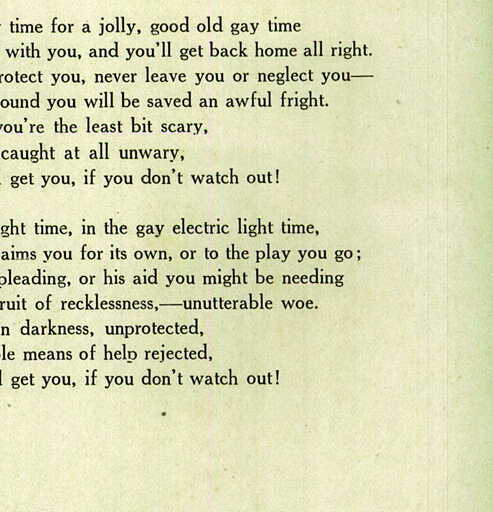 time for a jolly, good old gay time
with you, and you'll get back home all right.
rotect you, never leave you or neglect you—
ound you will be saved an awful fright.
you're the least bit scary,
caught at all unwary,
get you, if you don't watch out!
ght time, in the gay electric light time,
aims you for its own, or to the play you go;
pleading, or his aid you might be needing
ruit of recklessness,—unutterable woe.
n darkness, unprotected,
le means of help rejected,
l get you, if you don't watch out!